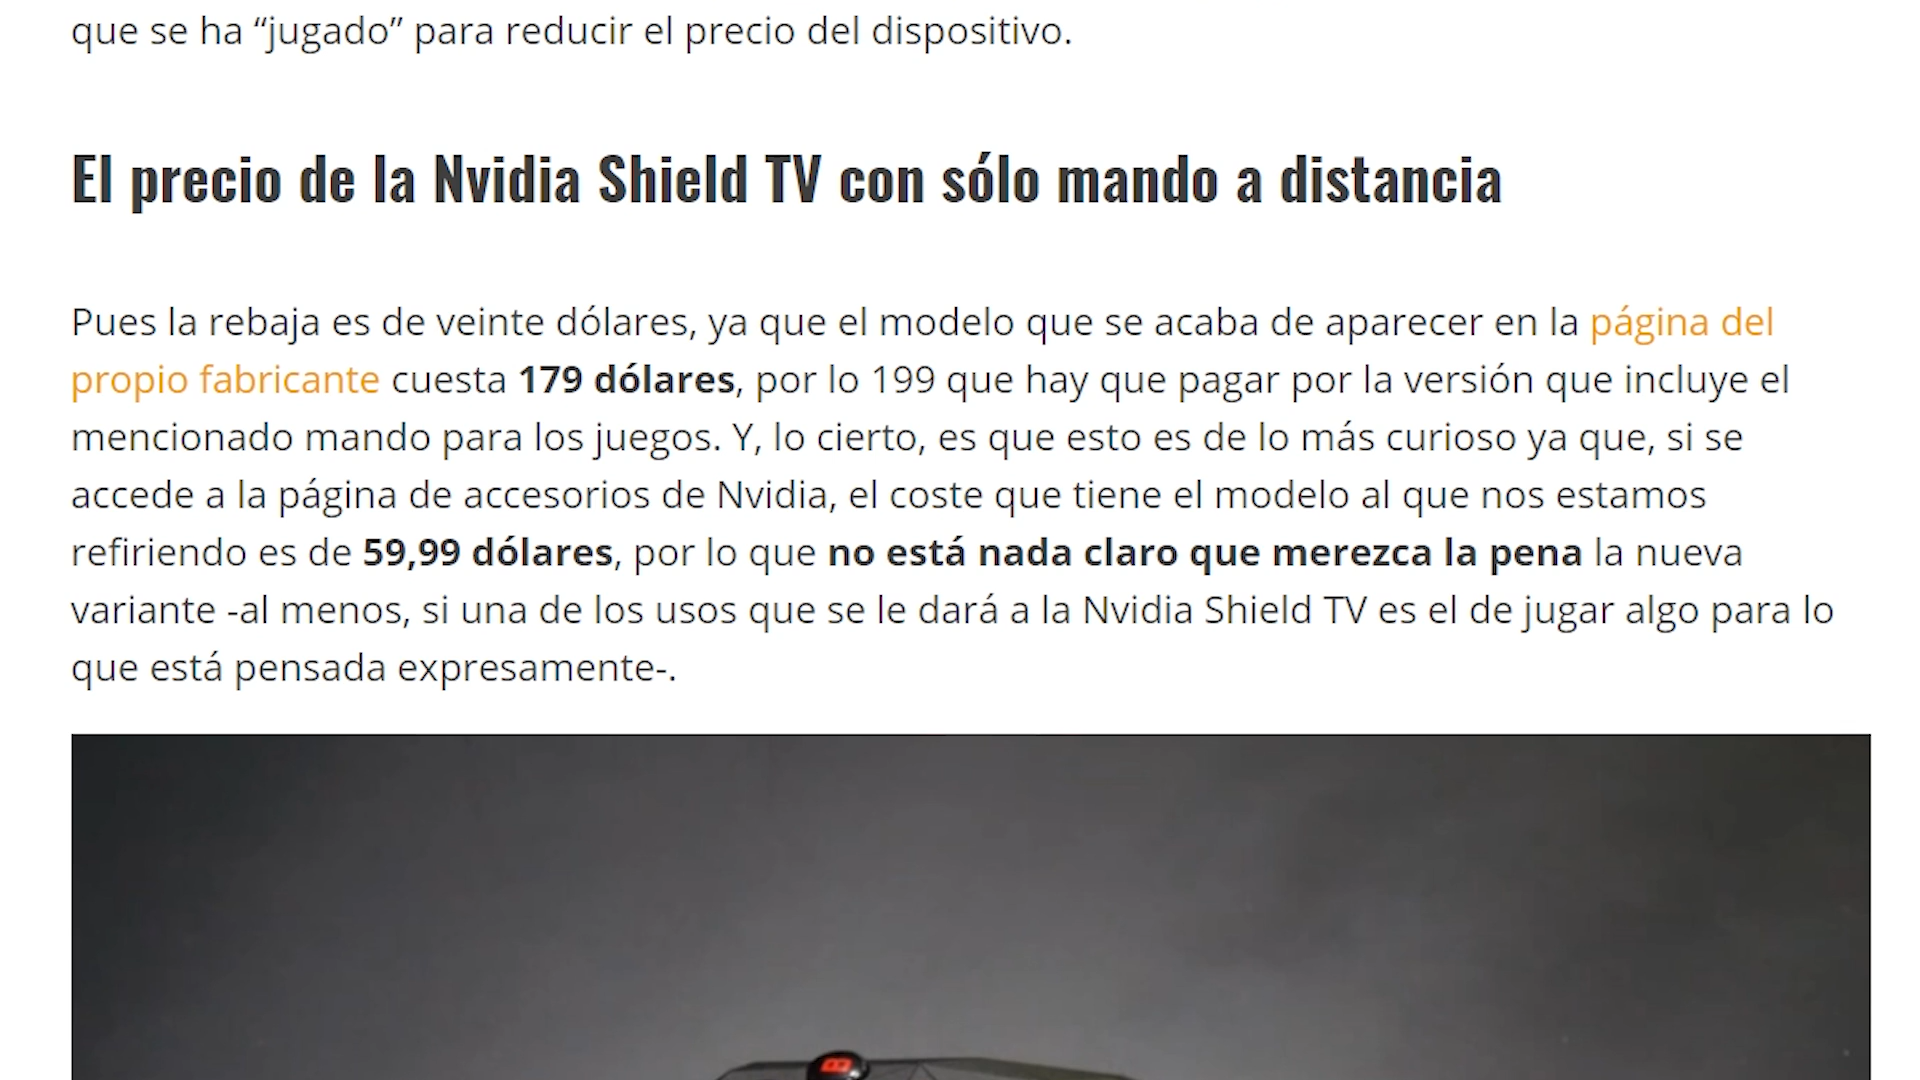 que se ha “jugado” para reducir el precio del dispositivo.
El precio de la Nvidia Shield TV con sólo mando a distancia
Pues la rebaja es de veinte dólares, ya que el modelo que se acaba de aparecer en la página del
propio fabricante cuesta 179 dólares, por lo 199 que hay que pagar por la versión que incluye el
mencionado mando para los juegos. Y, lo cierto, es que esto es de lo más curioso ya que, si se
accede a la página de accesorios de Nvidia, el coste que tiene el modelo al que nos estamos
refiriendo es de 59,99 dólares, por lo que no está nada claro que merezca la pena la nueva
variante -al menos, si una de los usos que se le dará a la Nvidia Shield TV es el de jugar algo para lo
que está pensada expresamente-.
B